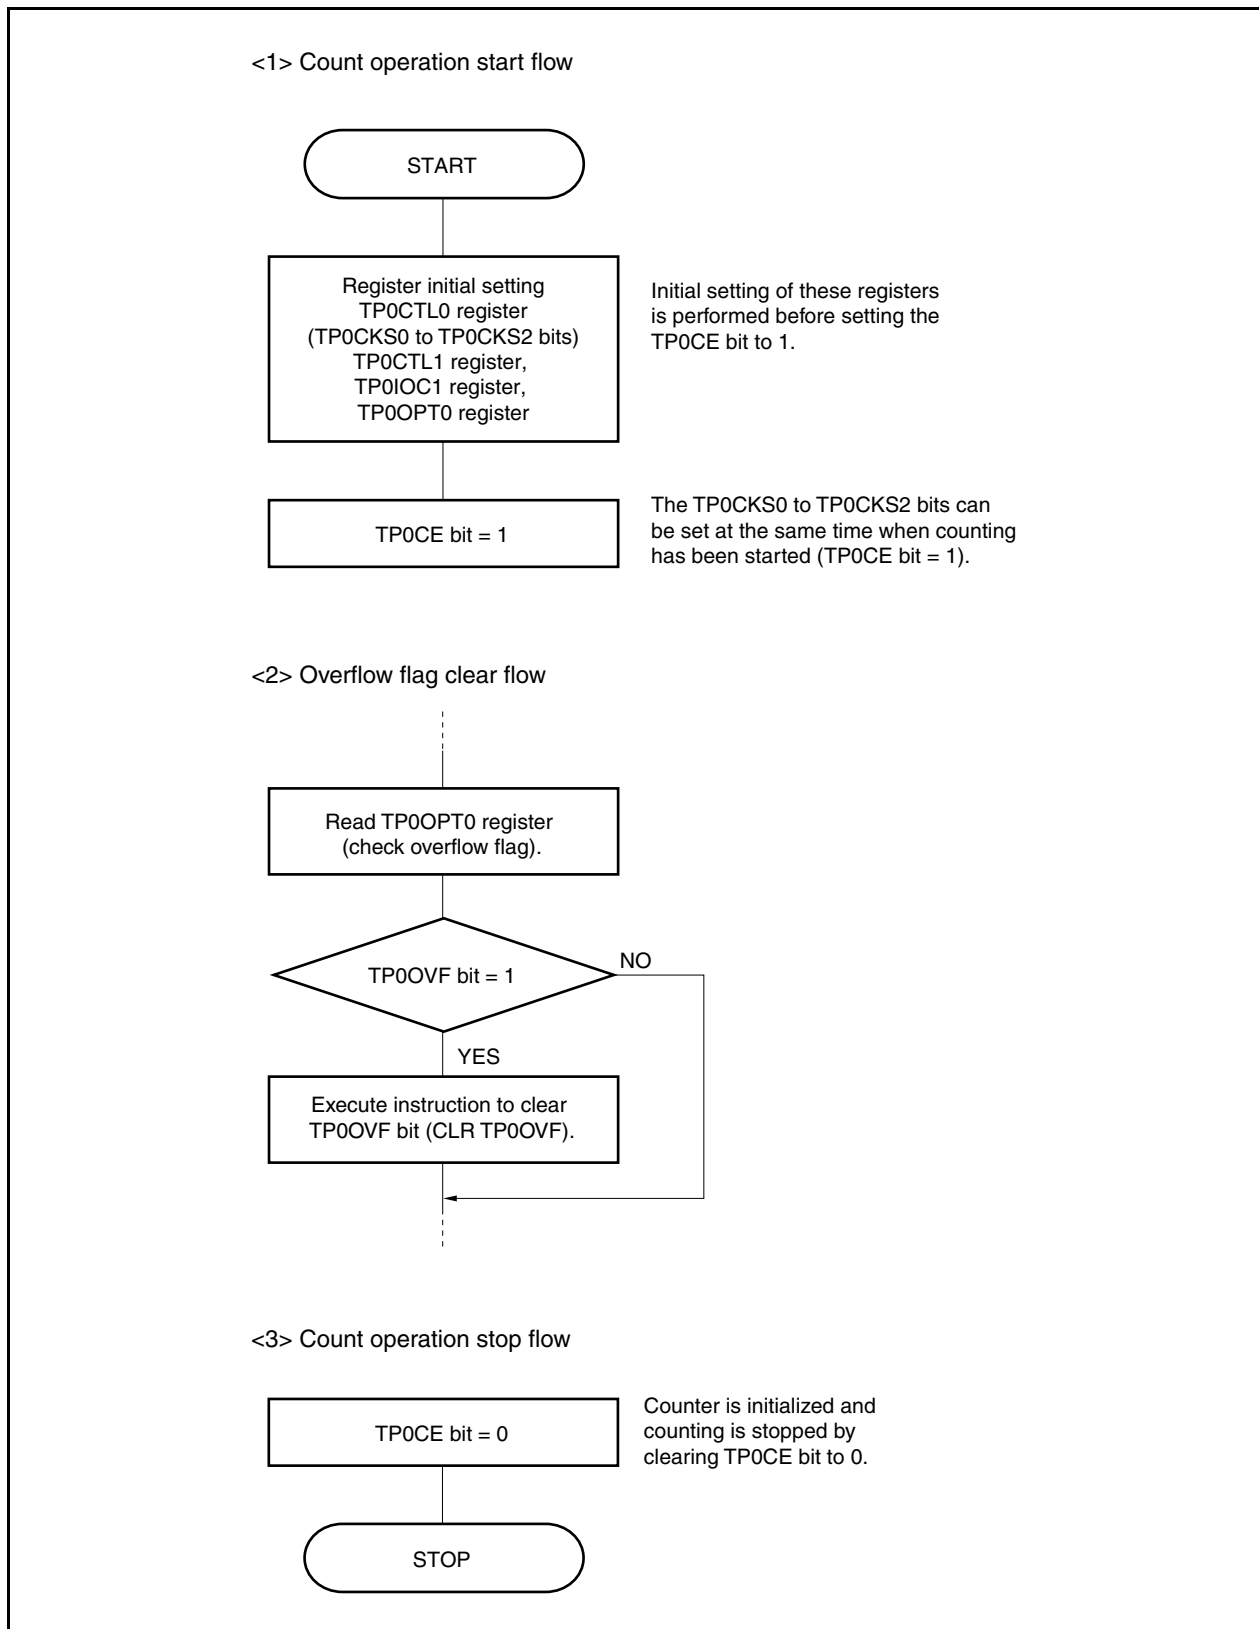 <1> Count operation start flow
START
Register initial setting
TP0CTL0 register
(TP0CKS0 to TP0CKS2 bits)
TP0CTL1 register,
TP0IOC1 register,
TP0OPT0 register
Initial setting of these registers
is performed before setting the
TP0CE bit to 1.
TP0CE bit = 1
The TP0CKS0 to TP0CKS2 bits can
be set at the same time when counting
has been started (TP0CE bit = 1).
<2> Overflow flag clear flow
Read TP0OPT0 register
(check overflow flag).
TP0OVF bit = 1
NO
YES
Execute instruction to clear
TP0OVF bit (CLR TP0OVF).
<3> Count operation stop flow
TP0CE bit = 0
Counter is initialized and
counting is stopped by
clearing TP0CE bit to 0.
STOP